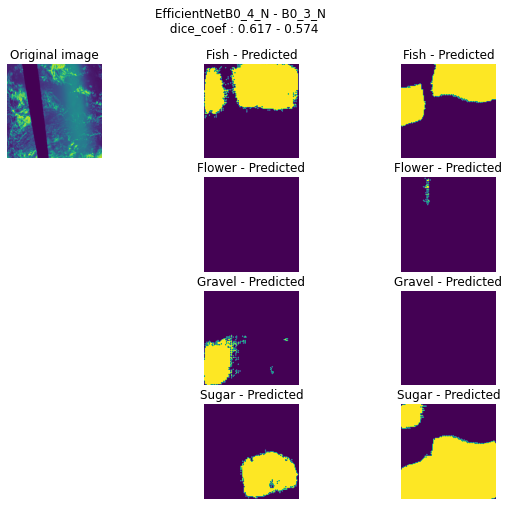 EfficientNetB0_4_N - B0_3_N
dice_coef : 0.617 - 0.574
Original image
Fish - Predicted
Fish - Predicted
Flower - Predicted
Flower - Predicted
Gravel - Predicted
Gravel - Predicted
Sugar - Predicted
Sugar - Predicted